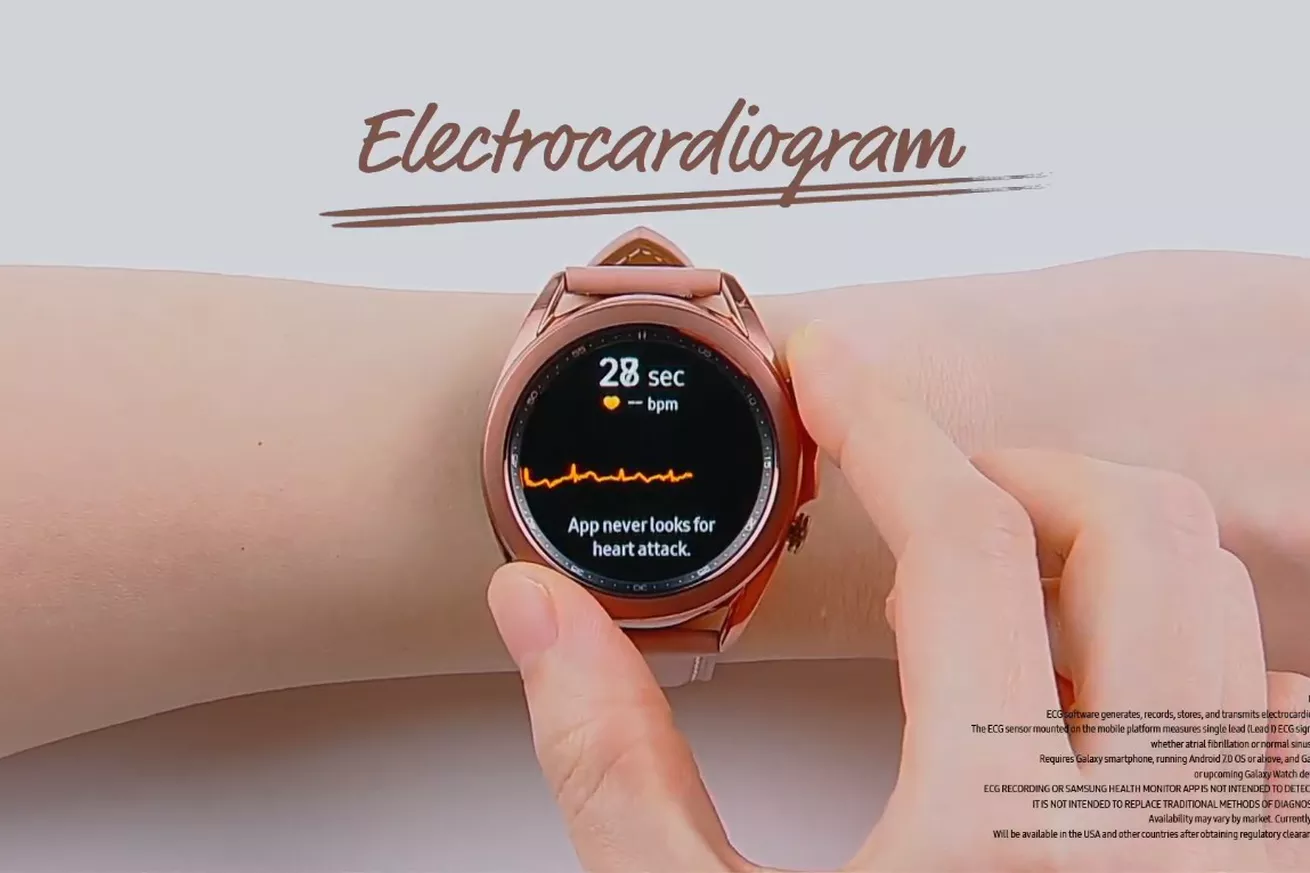 Electrocardiogram
sec
-- bpm
App never looks for
heart attack.
ECG software generates, records, stores, and transmits electrocardi
The ECG sensor mounted on the mobile platform measures single lead (Lead I) ECG sig
whether atrial fibrillation or normal sinus
Requires Galaxy smartphone, running Android 7.0 OS or above, and Ga
or upcoming Galaxy Watch de
ECG RECORDING OR SAMSUNG HEALTH MONITOR APP IS NOT INTENDED TO DETEC
IT IS NOT INTENDED TO REPLACE TRADITIONAL METHODS OF DIAGNOS
Availability may vary by market. Currently
Will be available in the USA and other countries after obtaining regulatory clearan